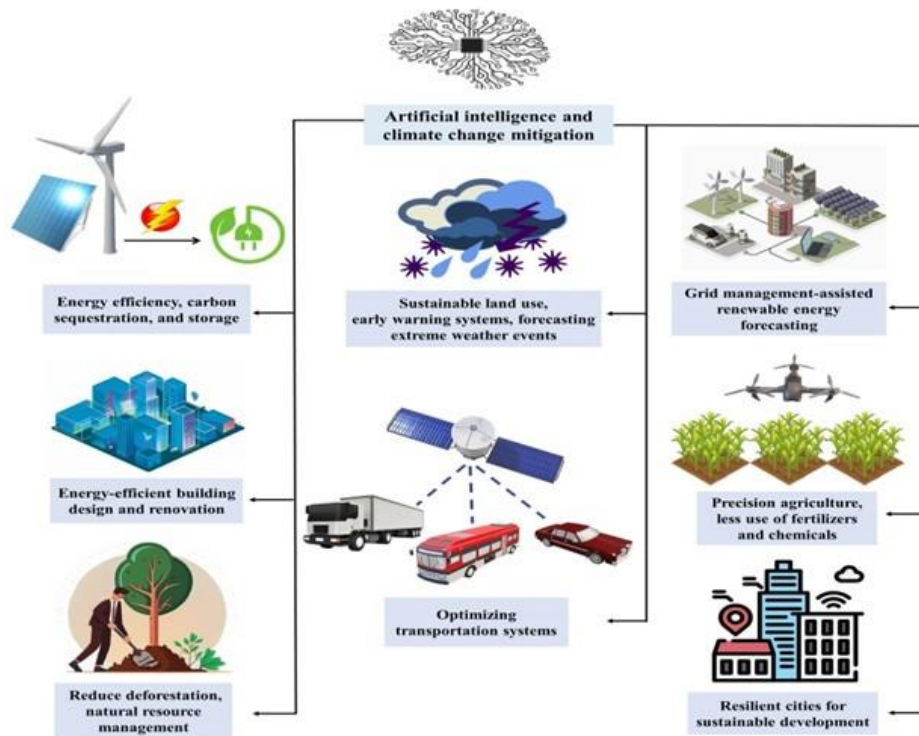 Artificial intelligence and
climate change mitigation
Energy efficiency, carbon
sequestration, and storage
Sustainable land use,
early warning systems, forecasting
extreme weather events
Grid management-assisted
renewable energy
forecasting
Energy-efficient building
design and renovation
Optimizing
transportation systems
Precision agriculture,
less use of fertilizers
and chemicals
Reduce deforestation,
natural resource
management
Resilient cities for
sustainable development